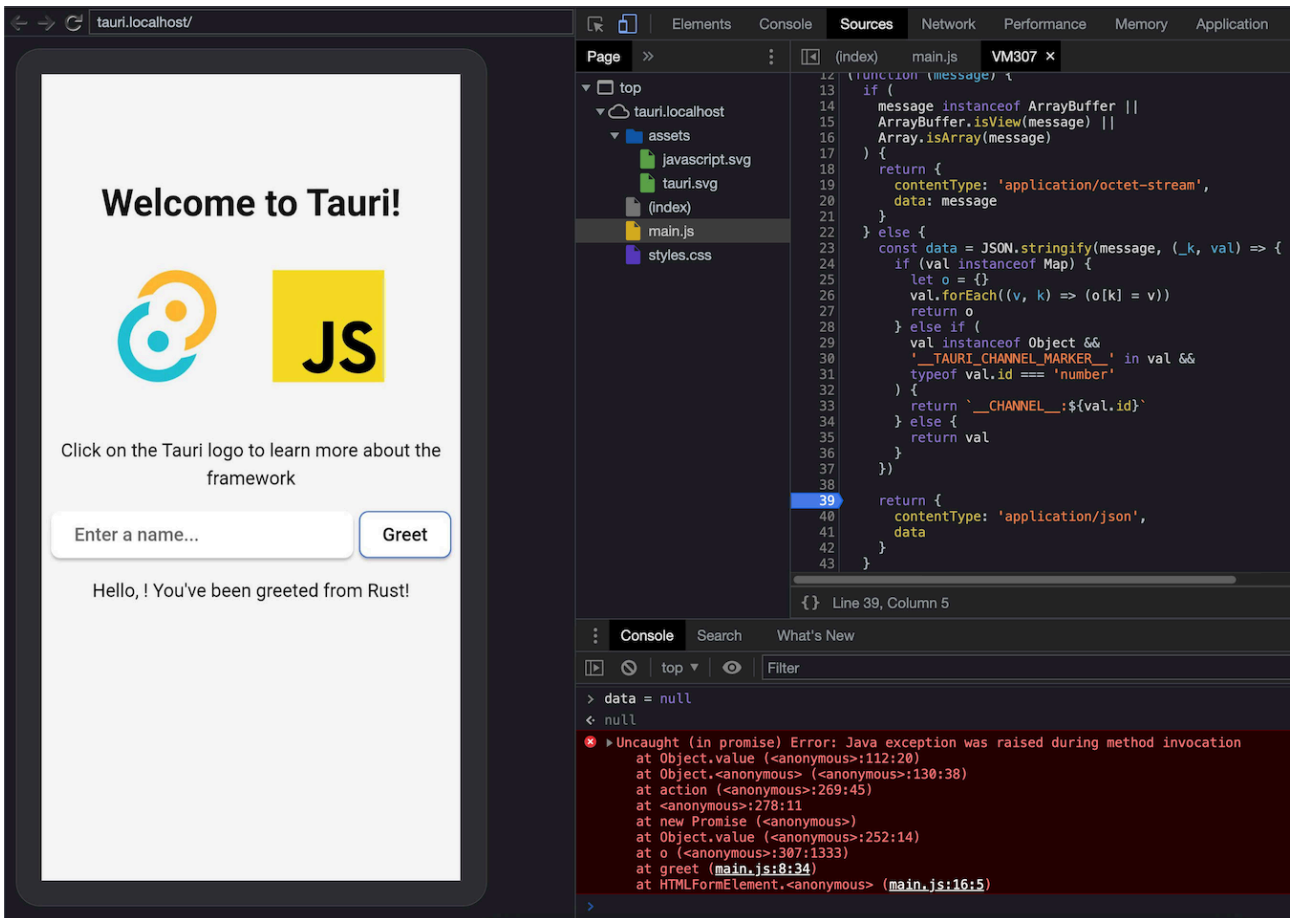 tauri.localhost/
Welcome to Tauri!
JS
Click on the Tauri logo to learn more about the
framework
Enter a name...
Greet
Hello, ! You've been greeted from Rust!
Elements Console Sources Network Performance Memory Application
Page » (index) main.js VM307 ×
top
tauri.localhost
assets
javascript.svg
tauri.svg
(index)
main.js
styles.css
12 (function (message) {
13 if (
14 message instanceof ArrayBuffer ||
15 ArrayBuffer.isView(message) ||
16 Array.isArray(message)
17 ) {
18 return {
19 contentType: 'application/octet-stream',
20 data: message
21 }
22 } else {
23 const data = JSON.stringify(message, (_k, val) => {
24 if (val instanceof Map) {
25 let o = {}
26 val.forEach((v, k) => (o[k] = v))
27 return o
28 } else if (
29 val instanceof Object &&
30 '__TAURI_CHANNEL_MARKER__' in val &&
31 typeof val.id === 'number'
32 ) {
33 return `__CHANNEL__:${val.id}`
34 } else {
35 return val
36 }
37 })
38
39 return {
40 contentType: 'application/json',
41 data
42 }
43 }
{} Line 39, Column 5
Console Search What's New
top ▼ Filter
> data = null
null
Uncaught (in promise) Error: Java exception was raised during method invocation
at Object.value (<anonymous>:112:20)
at Object.<anonymous> (<anonymous>:130:38)
at action (<anonymous>:269:45)
at <anonymous>:278:11
at new Promise (<anonymous>)
at Object.value (<anonymous>:252:14)
at o (<anonymous>:307:1333)
at greet (main.js:8:34)
at HTMLFormElement.<anonymous> (main.js:16:5)
>